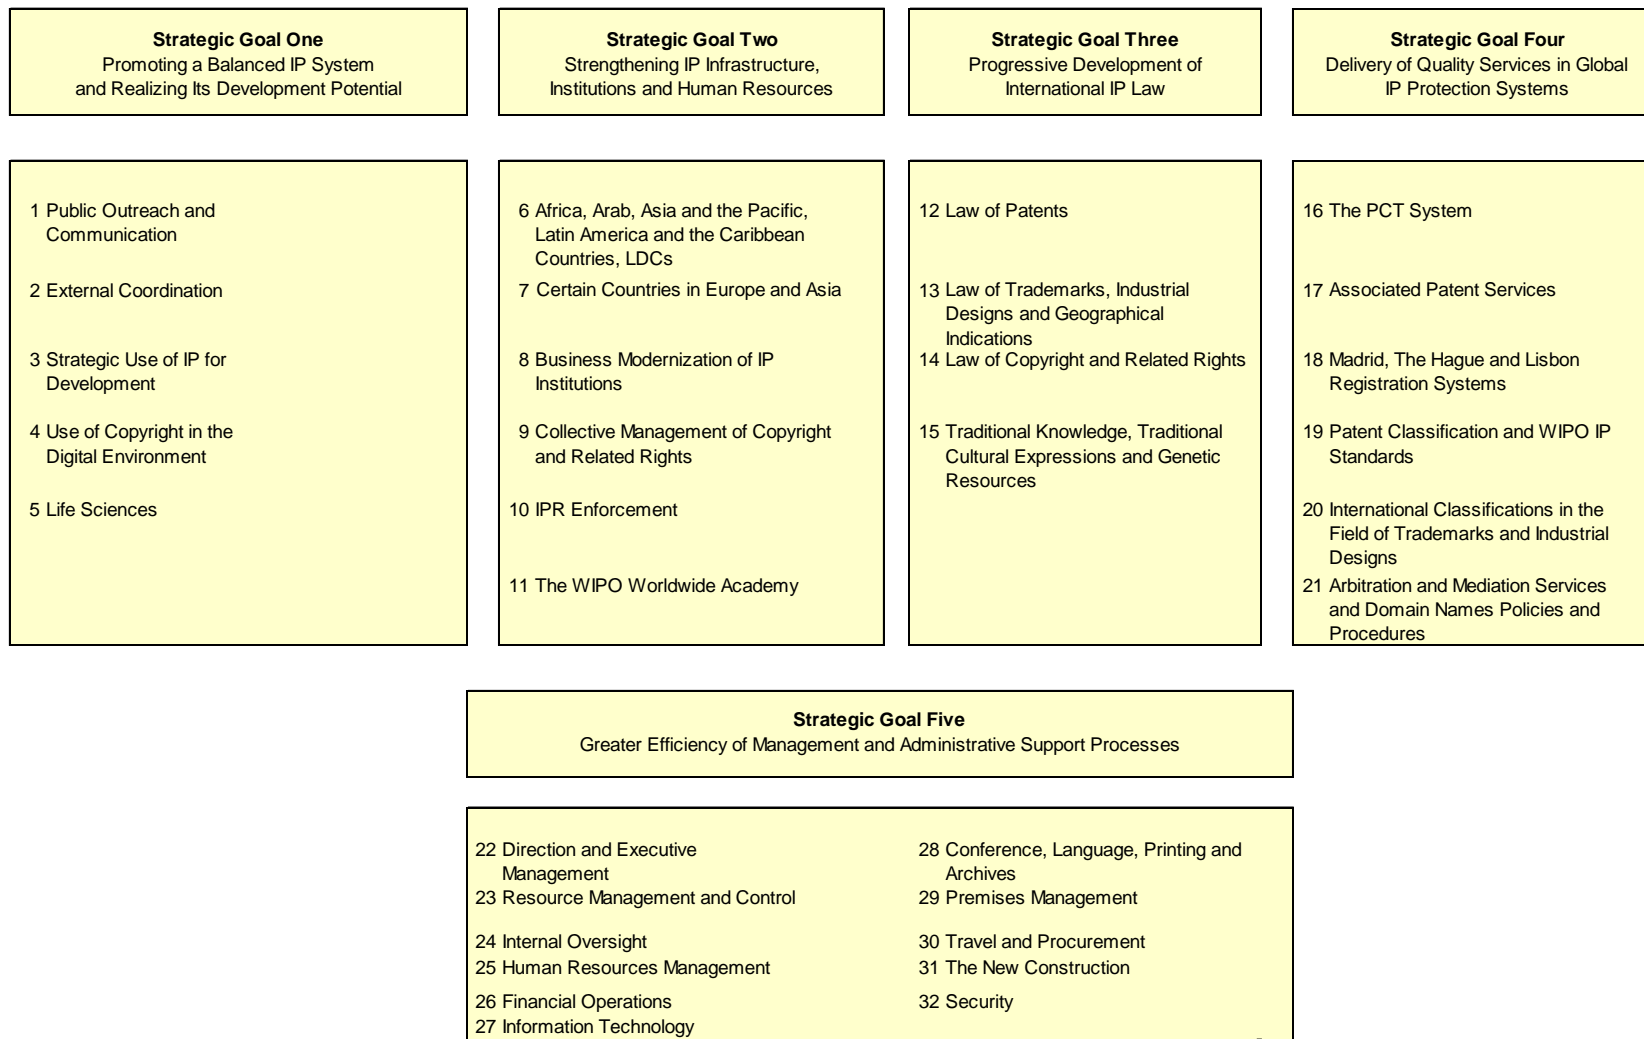 Strategic Goal One
Promoting a Balanced IP System
and Realizing Its Development Potential
Strategic Goal Two
Strengthening IP Infrastructure,
Institutions and Human Resources
Strategic Goal Three
Progressive Development of
International IP Law
Strategic Goal Four
Delivery of Quality Services in Global
IP Protection Systems
1 Public Outreach and
Communication
2 External Coordination
3 Strategic Use of IP for
Development
4 Use of Copyright in the
Digital Environment
5 Life Sciences
6 Africa, Arab, Asia and the Pacific,
Latin America and the Caribbean
Countries, LDCs
7 Certain Countries in Europe and Asia
8 Business Modernization of IP
Institutions
9 Collective Management of Copyright
and Related Rights
10 IPR Enforcement
11 The WIPO Worldwide Academy
12 Law of Patents
13 Law of Trademarks, Industrial
Designs and Geographical
Indications
14 Law of Copyright and Related Rights
15 Traditional Knowledge, Traditional
Cultural Expressions and Genetic
Resources
16 The PCT System
17 Associated Patent Services
18 Madrid, The Hague and Lisbon
Registration Systems
19 Patent Classification and WIPO IP
Standards
20 International Classifications in the
Field of Trademarks and Industrial
Designs
21 Arbitration and Mediation Services
and Domain Names Policies and
Procedures
Strategic Goal Five
Greater Efficiency of Management and Administrative Support Processes
22 Direction and Executive
Management
23 Resource Management and Control
24 Internal Oversight
25 Human Resources Management
26 Financial Operations
27 Information Technology
28 Conference, Language, Printing and
Archives
29 Premises Management
30 Travel and Procurement
31 The New Construction
32 Security